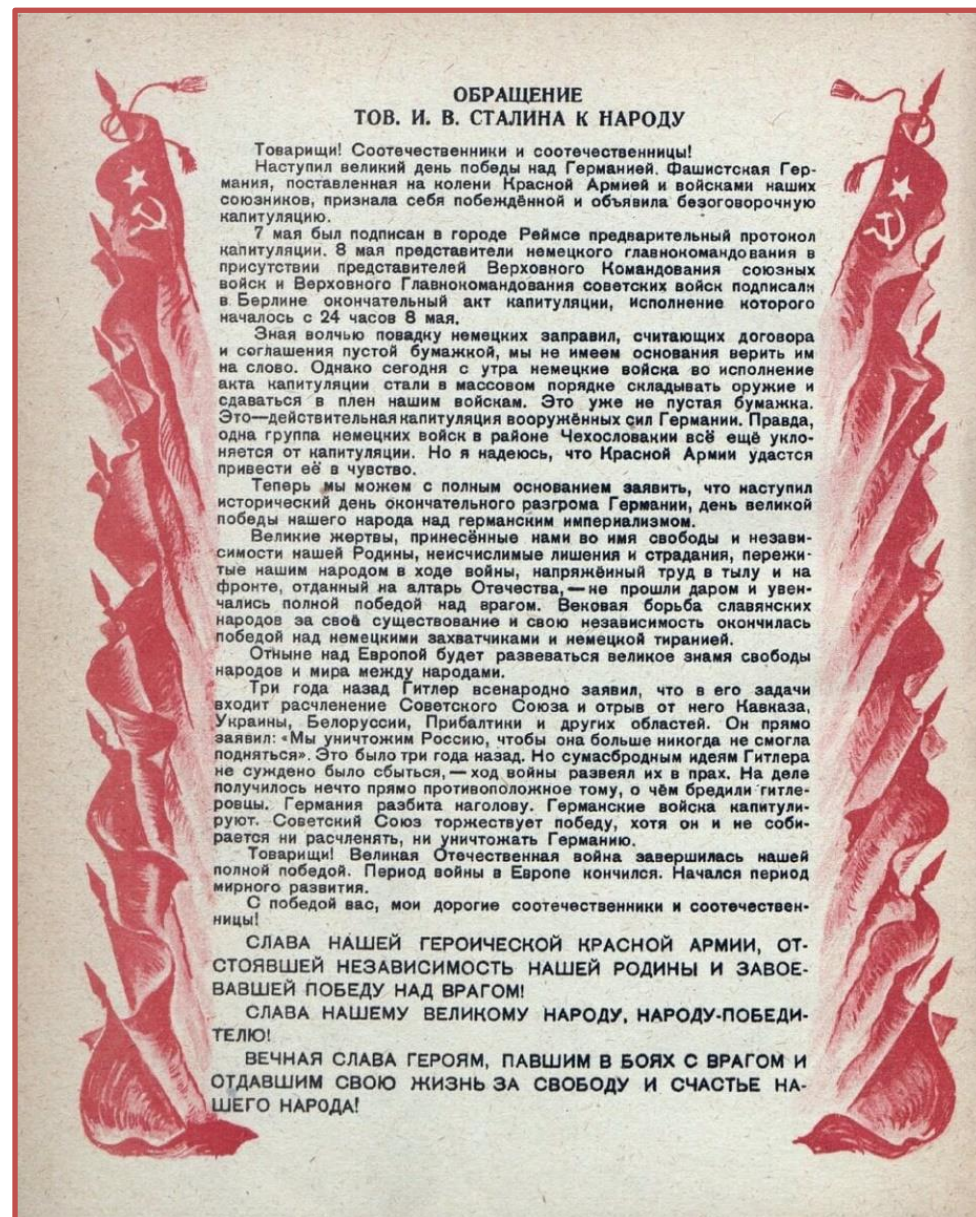 ОБРАЩЕНИЕ
ТОВ. И. В. СТАЛИНА К НАРОДУ
Товарищи! Соотечественники и соотечественницы!
Наступил великий день победы над Германией. Фашистская Гер-
мания, поставленная на колени Красной Армией и войсками наших
союзников, признала себя побеждённой и объявила безоговорочную
капитуляцию.
7 мая был подписан в городе Реймсе предварительный протокол
капитуляции. 8 мая представители немецкого главнокомандования в
присутствии представителей Верховного Командования союзных
войск и Верховного Главнокомандования советских войск подписали
в Берлине окончательный акт капитуляции, исполнение которого
началось с 24 часов 8 мая.
Зная волчью повадку немецких заправил, считающих договора
и соглашения пустой бумажкой, мы не имеем основания верить им
на слово. Однако сегодня с утра немецкие войска во исполнение
акта капитуляции стали в массовом порядке складывать оружие и
сдаваться в плен нашим войскам. Это уже не пустая бумажка.
Это—действительная капитуляция вооружённых сил Германии. Правда,
одна группа немецких войск в районе Чехословакии всё ещё укло-
няется от капитуляции. Но я надеюсь, что Красной Армии удастся
привести её в чувство.
Теперь мы можем с полным основанием заявить, что наступил
исторический день окончательного разгрома Германии, день великой
победы нашего народа над германским империализмом.
Великие жертвы, принесённые нами во имя свободы и незави-
симости нашей Родины, неисчислимые лишения и страдания, пережи-
тые нашим народом в ходе войны, напряжённый труд в тылу и на
фронте, отданный на алтарь Отечества,—не прошли даром и увен-
чались полной победой над врагом. Вековая борьба славянских
народов за своё существование и свою независимость окончилась
победой над немецкими захватчиками и немецкой тиранией.
Отныне над Европой будет развеваться великое знамя свободы
народов и мира между народами.
Три года назад Гитлер всенародно заявил, что в его задачи
входит расчленение Советского Союза и отрыв от него Кавказа,
Украины, Белоруссии, Прибалтики и других областей. Он прямо
заявил: «Мы уничтожим Россию, чтобы она больше никогда не смогла
подняться». Это было три года назад. Но сумасбродным идеям Гитлера
не суждено было сбыться,—ход войны развеял их в прах. На деле
получилось нечто прямо противоположное тому, о чём бредили гитле-
ровцы. Германия разбита наголову. Германские войска капитули-
руют. Советский Союз торжествует победу, хотя он и не соби-
рается ни расчленять, ни уничтожать Германию.
Товарищи! Великая Отечественная война завершилась нашей
полной победой. Период войны в Европе кончился. Начался период
мирного развития.
С победой вас, мои дорогие соотечественники и соотечествен-
ницы!
СЛАВА НАШЕЙ ГЕРОИЧЕСКОЙ КРАСНОЙ АРМИИ, ОТ-
СТОЯВШЕЙ НЕЗАВИСИМОСТЬ НАШЕЙ РОДИНЫ И ЗАВОЕ-
ВАВШЕЙ ПОБЕДУ НАД ВРАГОМ!
СЛАВА НАШЕМУ ВЕЛИКОМУ НАРОДУ, НАРОДУ-ПОБЕДИ-
ТЕЛЮ!
ВЕЧНАЯ СЛАВА ГЕРОЯМ, ПАВШИМ В БОЯХ С ВРАГОМ И
ОТДАВШИМ СВОЮ ЖИЗНЬ ЗА СВОБОДУ И СЧАСТЬЕ НА-
ШЕГО НАРОДА!